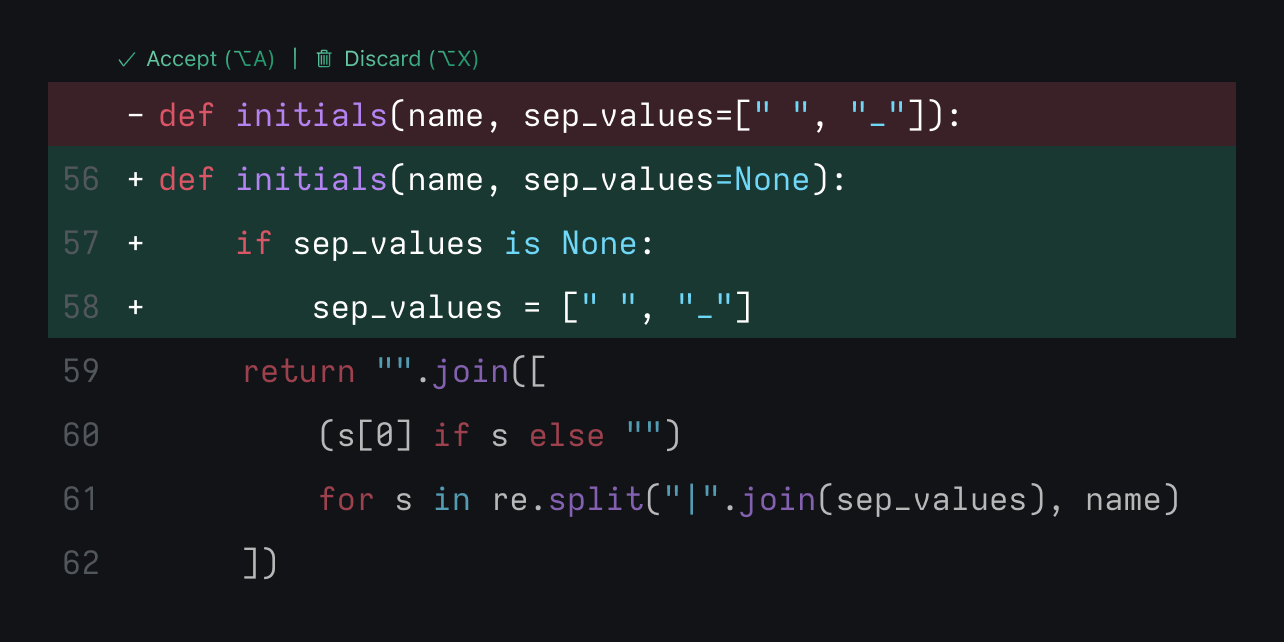 ✓ Accept (⌥A) | Discard (⌥X)
- def initials(name, sep_values=[" ", "_"]):
56 + def initials(name, sep_values=None):
57 +     if sep_values is None:
58 +         sep_values = [" ", "_"]
59     return "".join([
60         (s[0] if s else "")
61         for s in re.split("|".join(sep_values), name)
62     ])